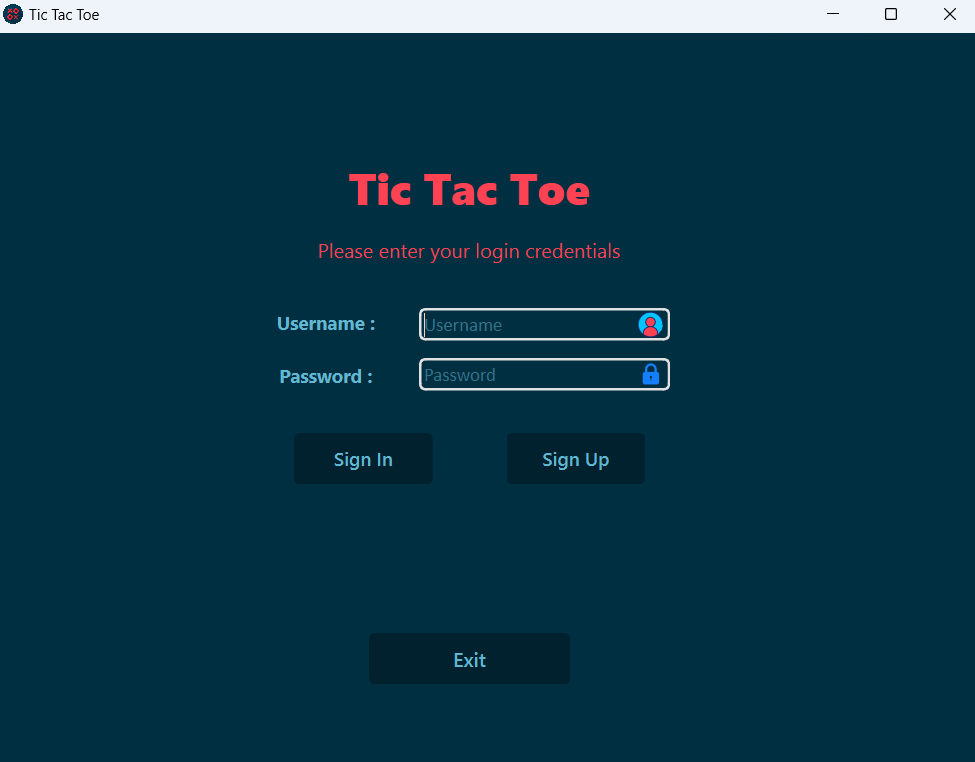 Tic Tac Toe
Tic Tac Toe
Please enter your login credentials
Username : Username
Password : Password
Sign In Sign Up
Exit